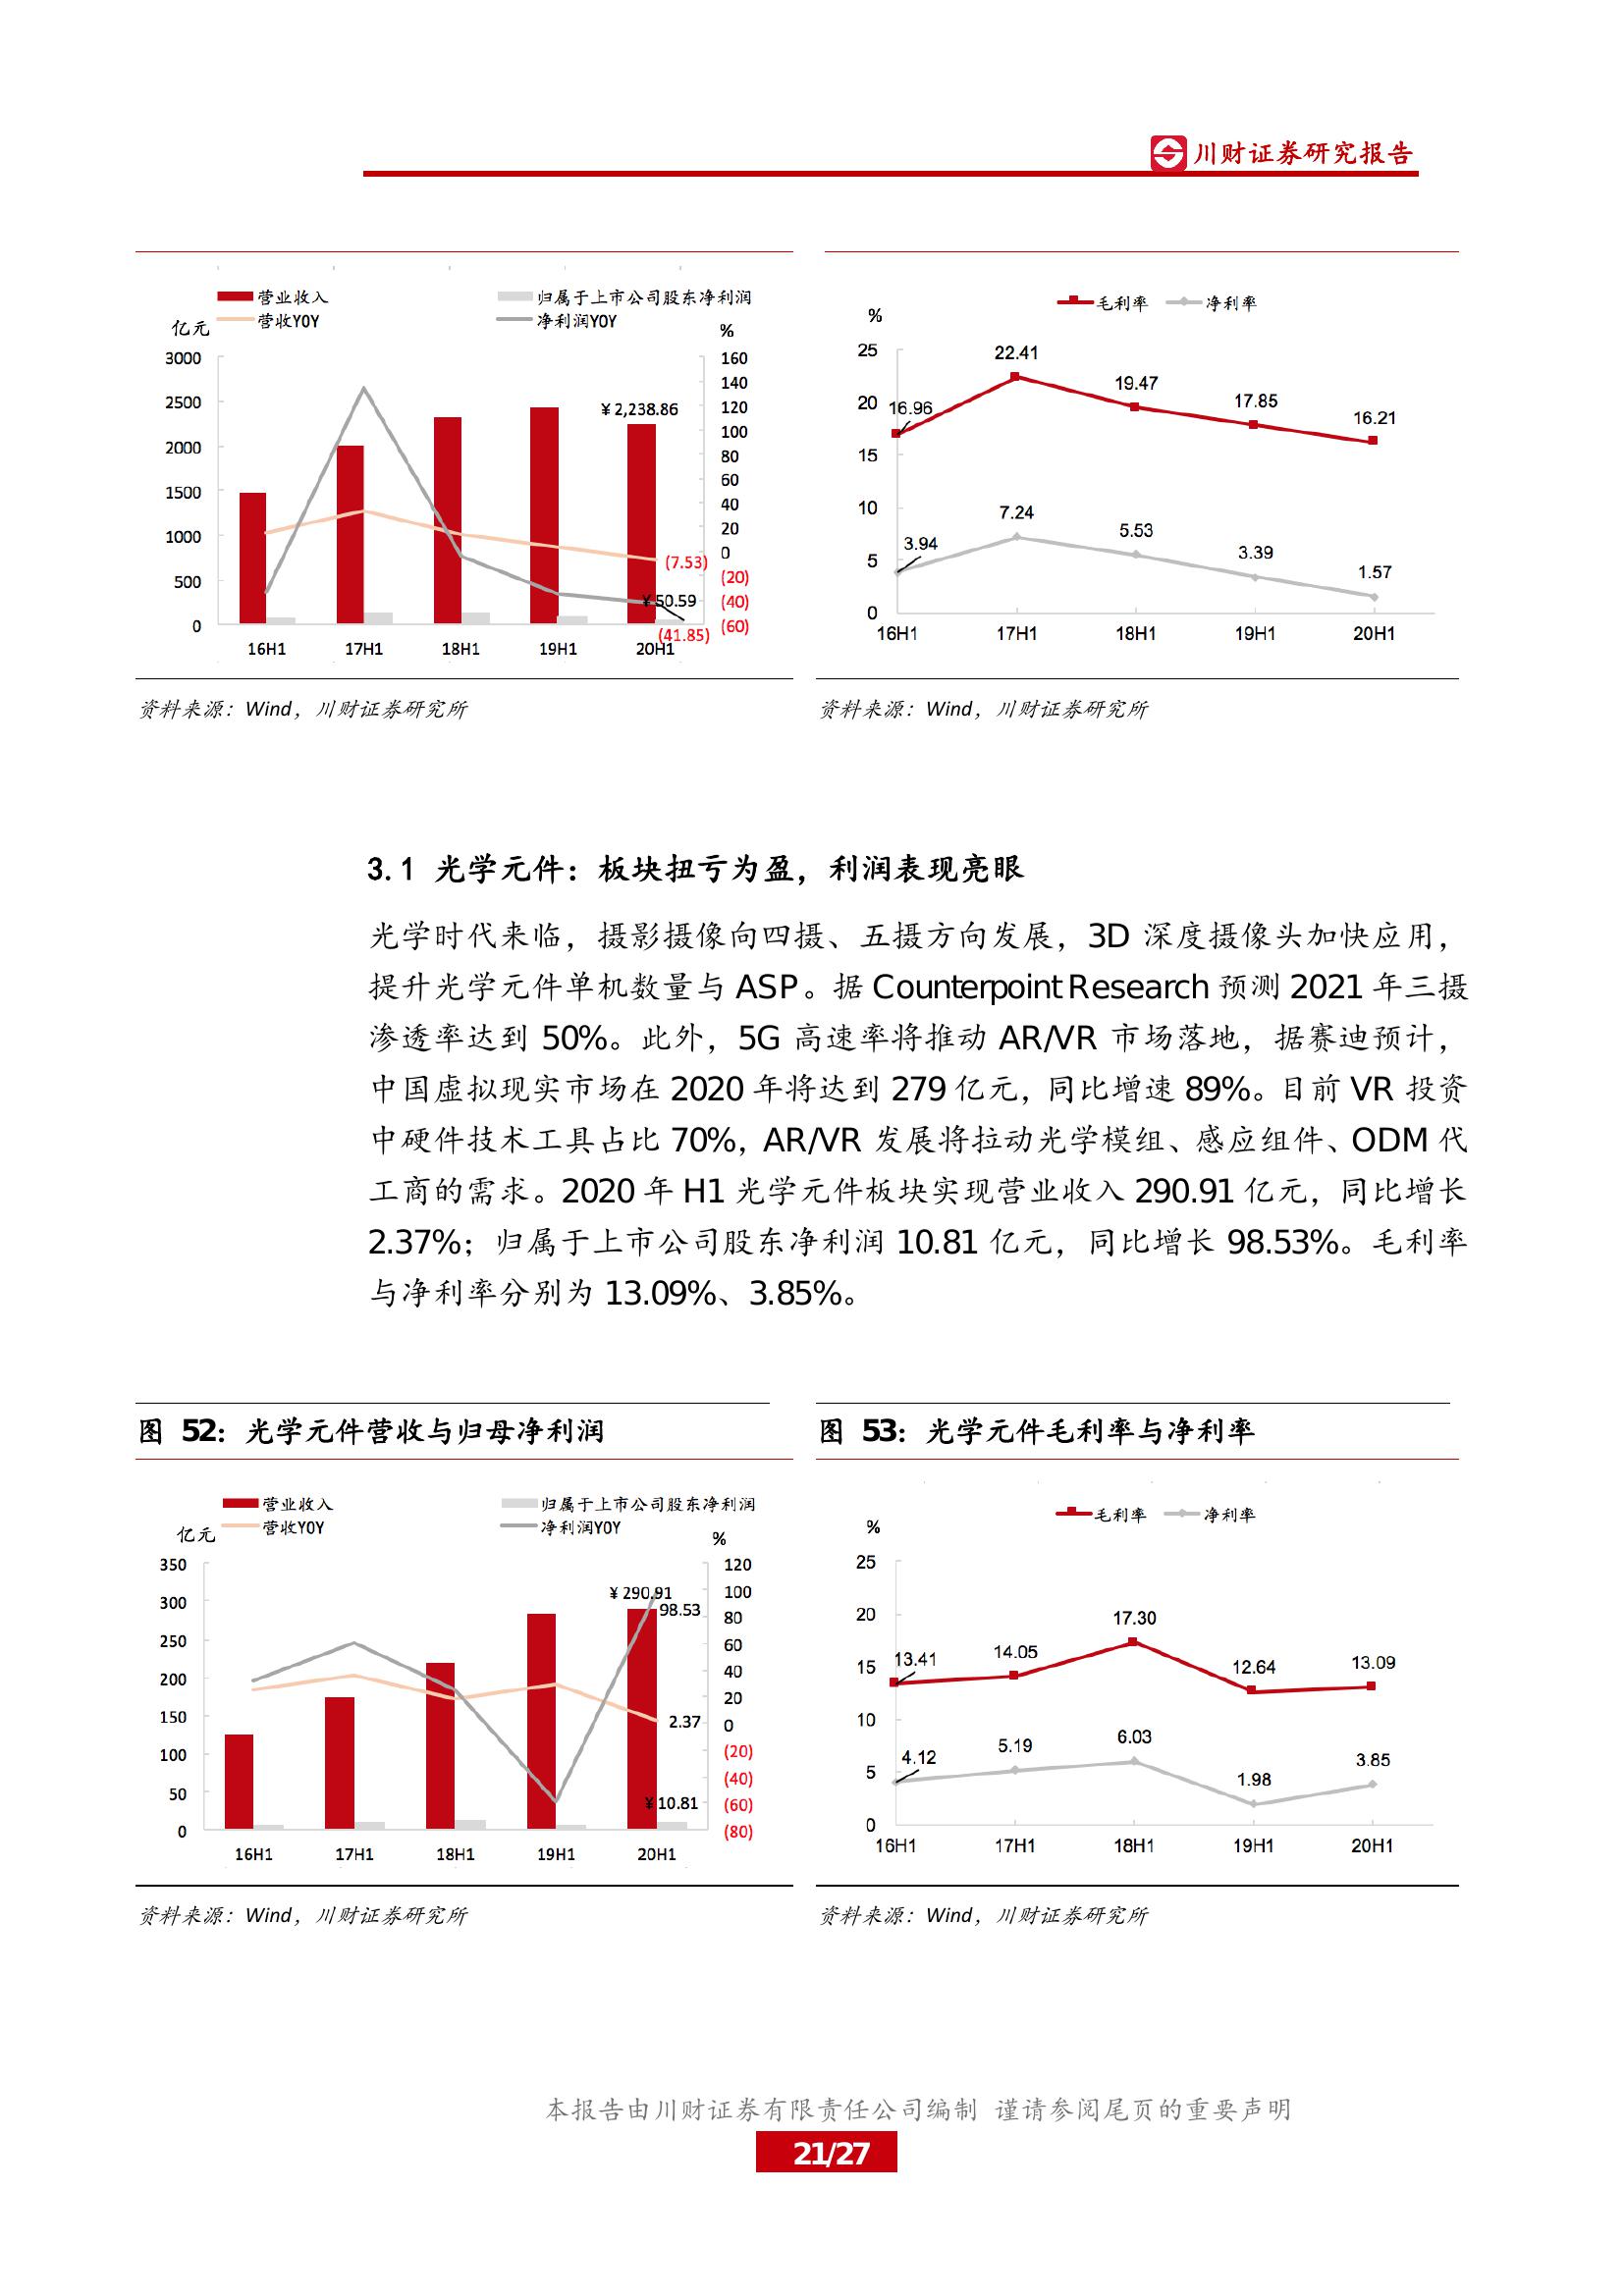 川财证券研究报告
营业收入 归属于上市公司股东净利润
营收YOY 净利润YOY
亿元 %
3000
2500
2000
1500
1000
500
0
160
140
120
100
80
60
40
20
0
(20)
(40)
(60)
¥2,238.86
(7.53)
¥50.59
(41.85)
16H1 17H1 18H1 19H1 20H1
毛利率 净利率
%
25
20
15
10
5
0
16.96 22.41 19.47 17.85 16.21
3.94 7.24 5.53 3.39 1.57
16H1 17H1 18H1 19H1 20H1
资料来源：Wind，川财证券研究所
资料来源：Wind，川财证券研究所
3.1 光学元件：板块扭亏为盈，利润表现亮眼
光学时代来临，摄影摄像向四摄、五摄方向发展，3D 深度摄像头加快应用，
提升光学元件单机数量与 ASP。据 Counterpoint Research 预测 2021 年三摄
渗透率达到 50%。此外，5G 高速率将推动 AR/VR 市场落地，据赛迪预计，
中国虚拟现实市场在 2020 年将达到 279 亿元，同比增速 89%。目前 VR 投资
中硬件技术工具占比 70%，AR/VR 发展将拉动光学模组、感应组件、ODM 代
工商的需求。2020 年 H1 光学元件板块实现营业收入 290.91 亿元，同比增长
2.37%；归属于上市公司股东净利润 10.81 亿元，同比增长 98.53%。毛利率
与净利率分别为 13.09%、3.85%。
图 52：光学元件营收与归母净利润
图 53：光学元件毛利率与净利率
营业收入 归属于上市公司股东净利润
营收YOY 净利润YOY
亿元 %
350
300
250
200
150
100
50
0
120
100
80
60
40
20
0
(20)
(40)
(60)
(80)
¥290.91
98.53
2.37
¥10.81
16H1 17H1 18H1 19H1 20H1
毛利率 净利率
%
25
20
15
10
5
0
13.41 14.05 17.30 12.64 13.09
4.12 5.19 6.03 1.98 3.85
16H1 17H1 18H1 19H1 20H1
资料来源：Wind，川财证券研究所
资料来源：Wind，川财证券研究所
本报告由川财证券有限责任公司编制 谨请参阅尾页的重要声明
21/27